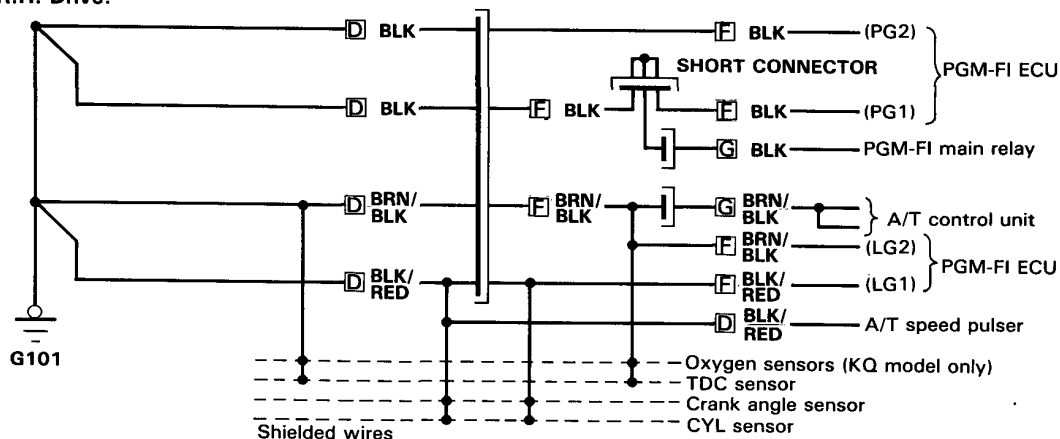 R.H. Drive:
D BLK F BLK (PG2)
SHORT CONNECTOR
PGM-FI ECU
D BLK F BLK F BLK (PG1)
G BLK PGM-FI main relay
D BRN/BLK F BRN/BLK G BRN/BLK A/T control unit
F BRN/BLK (LG2)
PGM-FI ECU
D BLK/RED F BLK/RED (LG1)
D BLK/RED A/T speed pulser
G101
Oxygen sensors (KQ model only)
TDC sensor
Crank angle sensor
CYL sensor
Shielded wires